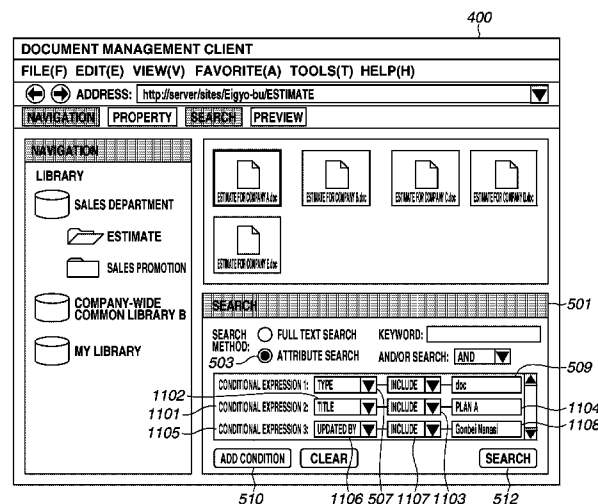 400
DOCUMENT MANAGEMENT CLIENT
FILE(F) EDIT(E) VIEW(V) FAVORITE(A) TOOLS(T) HELP(H)
ADDRESS: http://server/sites/Eigyo-bu/ESTIMATE
NAVIGATION PROPERTY SEARCH PREVIEW
NAVIGATION
LIBRARY
SALES DEPARTMENT
ESTIMATE
SALES PROMOTION
COMPANY-WIDE
COMMON LIBRARY B
MY LIBRARY
ESTIMATE FOR COMPANY A.doc ESTIMATE FOR COMPANY B.doc ESTIMATE FOR COMPANY C.doc ESTIMATE FOR COMPANY D.doc
ESTIMATE FOR COMPANY E.doc
SEARCH 501
SEARCH METHOD: FULL TEXT SEARCH KEYWORD:
503 ATTRIBUTE SEARCH AND/OR SEARCH: AND
509
CONDITIONAL EXPRESSION 1: TYPE INCLUDE doc
1102
1101 CONDITIONAL EXPRESSION 2: TITLE INCLUDE PLAN A 1104
1105 CONDITIONAL EXPRESSION 3: UPDATED BY INCLUDE Gonbei Nanasi 1108
ADD CONDITION CLEAR SEARCH
510 1106 507 1107 1103 512